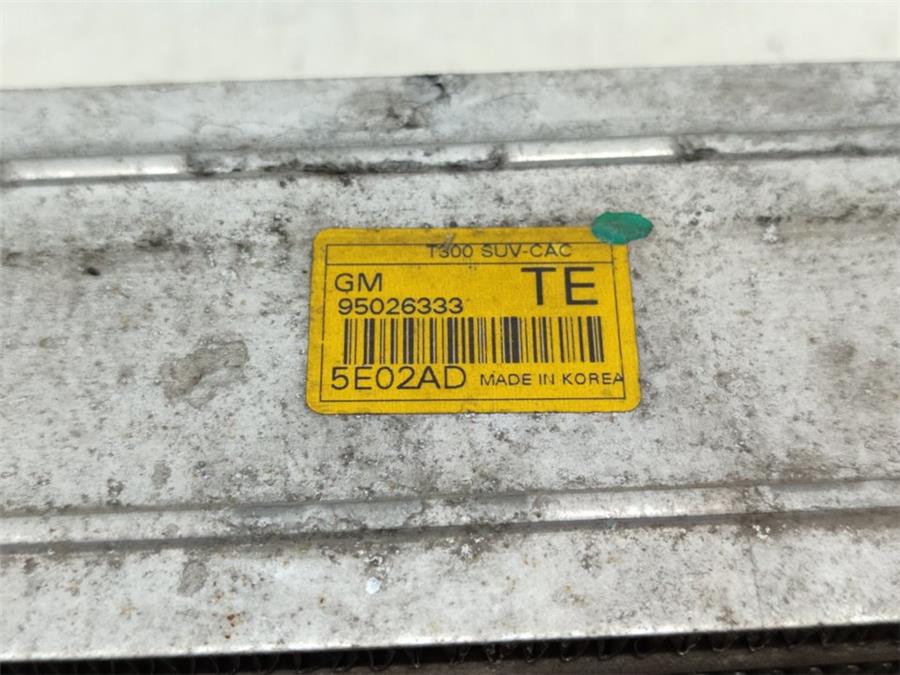 T300 SUV-CAC
GM TE
95026333
5E02AD MADE IN KOREA